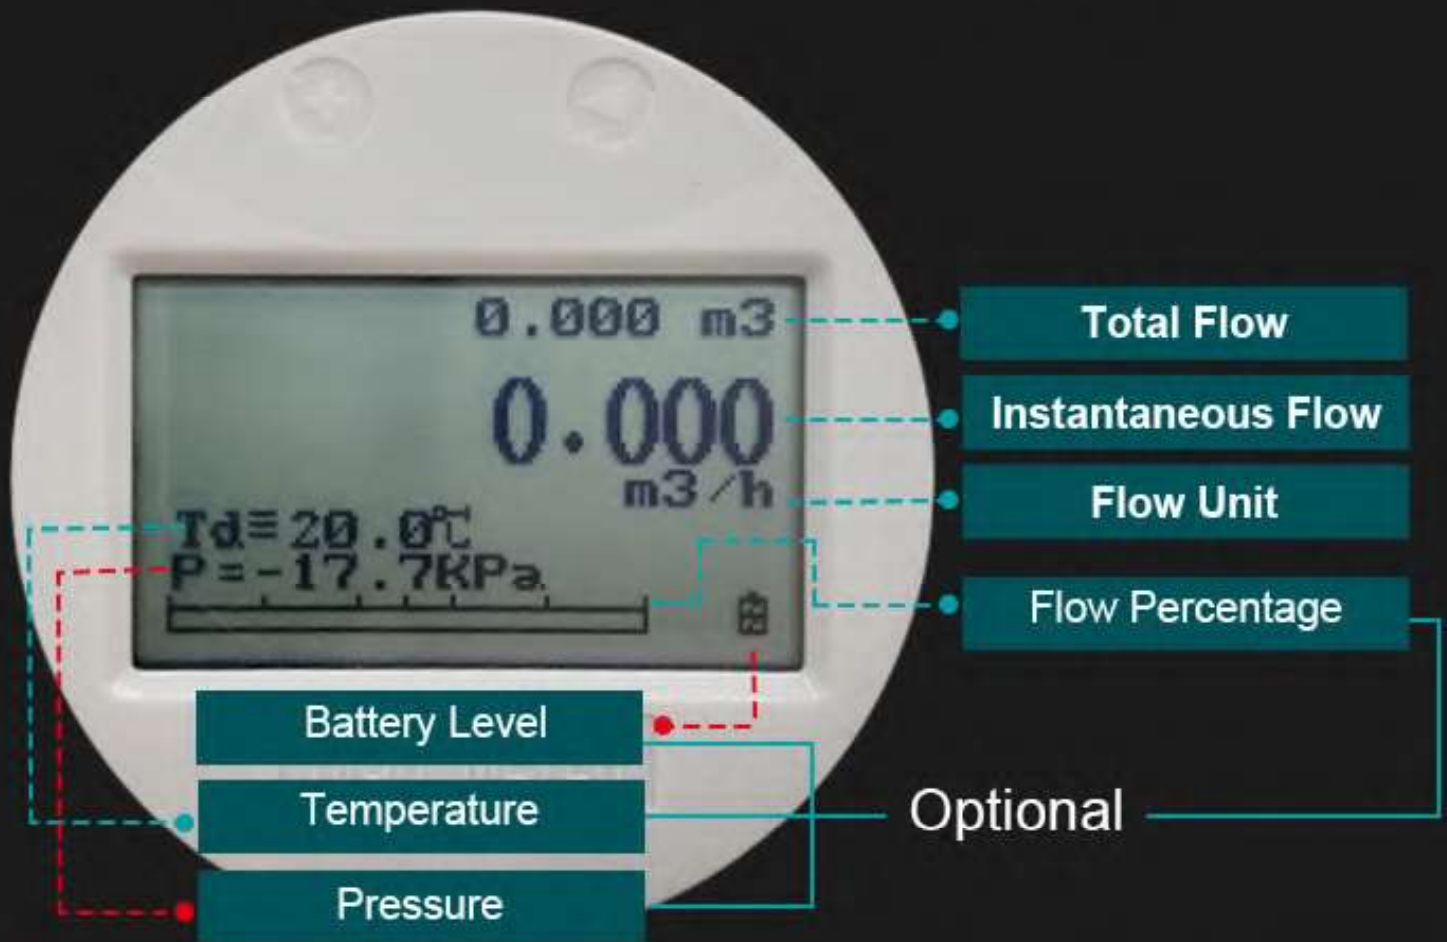 0.000 m3
Total Flow
0.000
Instantaneous Flow
m3/h
Flow Unit
Td=20.0℃
P=-17.7KPa
Flow Percentage
Battery Level
Temperature
Optional
Pressure